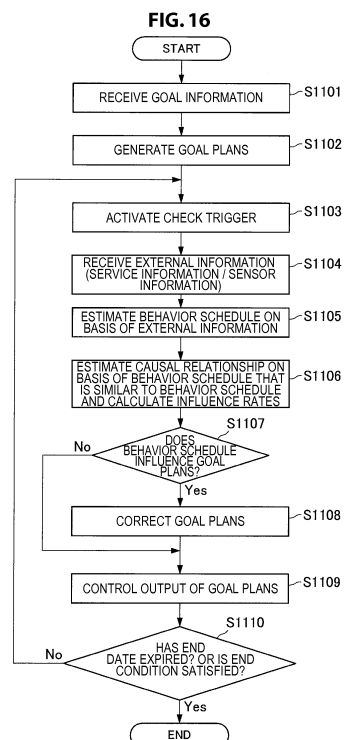 FIG. 16
START
RECEIVE GOAL INFORMATION
S1101
GENERATE GOAL PLANS
S1102
ACTIVATE CHECK TRIGGER
S1103
RECEIVE EXTERNAL INFORMATION
(SERVICE INFORMATION / SENSOR
INFORMATION)
S1104
ESTIMATE BEHAVIOR SCHEDULE ON
BASIS OF EXTERNAL INFORMATION
S1105
ESTIMATE CAUSAL RELATIONSHIP ON
BASIS OF BEHAVIOR SCHEDULE THAT
IS SIMILAR TO BEHAVIOR SCHEDULE
AND CALCULATE INFLUENCE RATES
S1106
S1107
DOES
BEHAVIOR SCHEDULE
INFLUENCE GOAL
PLANS?
No
Yes
CORRECT GOAL PLANS
S1108
CONTROL OUTPUT OF GOAL PLANS
S1109
S1110
HAS END
DATE EXPIRED? OR IS END
CONDITION SATISFIED?
No
Yes
END